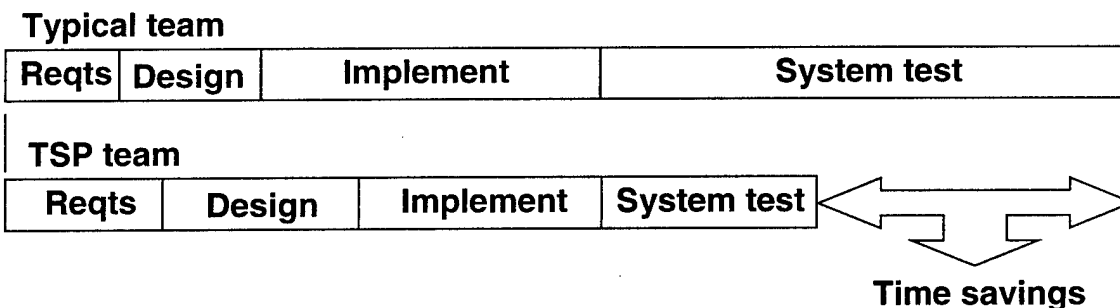 Typical team
Reqts Design Implement System test
TSP team
Reqts Design Implement System test
Time savings